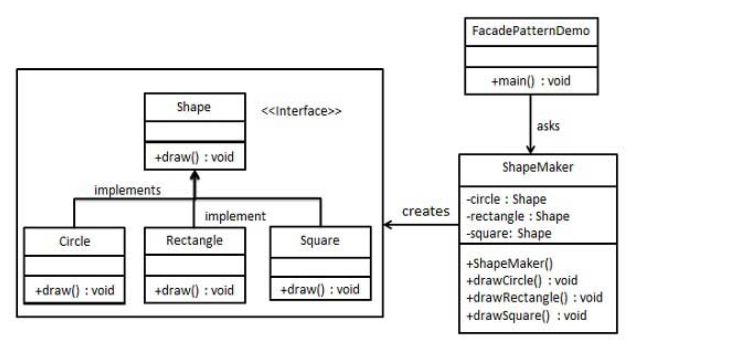 FacadePatternDemo
+main() : void
asks
Shape
<<Interface>>
+draw() : void
implements
implement
Circle
+draw() : void
Rectangle
+draw() : void
Square
+draw() : void
creates
ShapeMaker
-circle : Shape
-rectangle : Shape
-square: Shape
+ShapeMaker()
+drawCircle() : void
+drawRectangle() : void
+drawSquare() : void